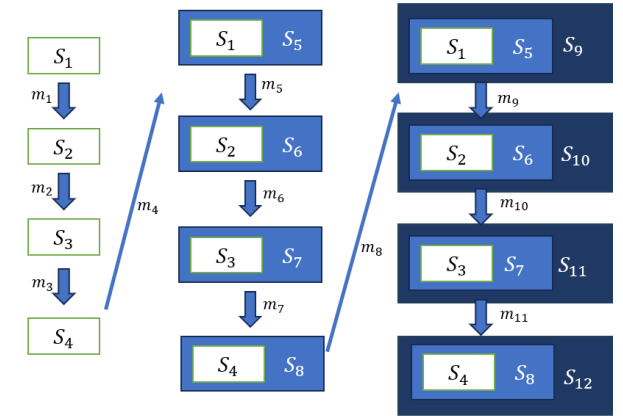 S₁
m₁
S₂
m₂
S₃
m₃
S₄
m₄
S₁ S₅
m₅
S₂ S₆
m₆
S₃ S₇
m₇
S₄ S₈
m₈
S₁ S₅ S₉
m₉
S₂ S₆ S₁₀
m₁₀
S₃ S₇ S₁₁
m₁₁
S₄ S₈ S₁₂